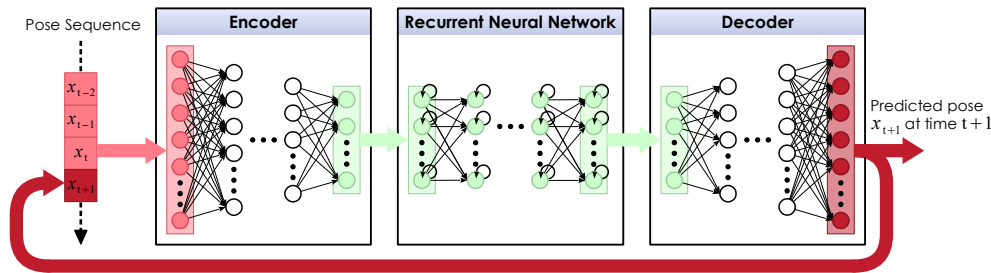 Encoder
Recurrent Neural Network
Decoder
Pose Sequence
x_{t-2}
x_{t-1}
x_t
x_{t+1}
Predicted pose
x_{t+1} at time t+1